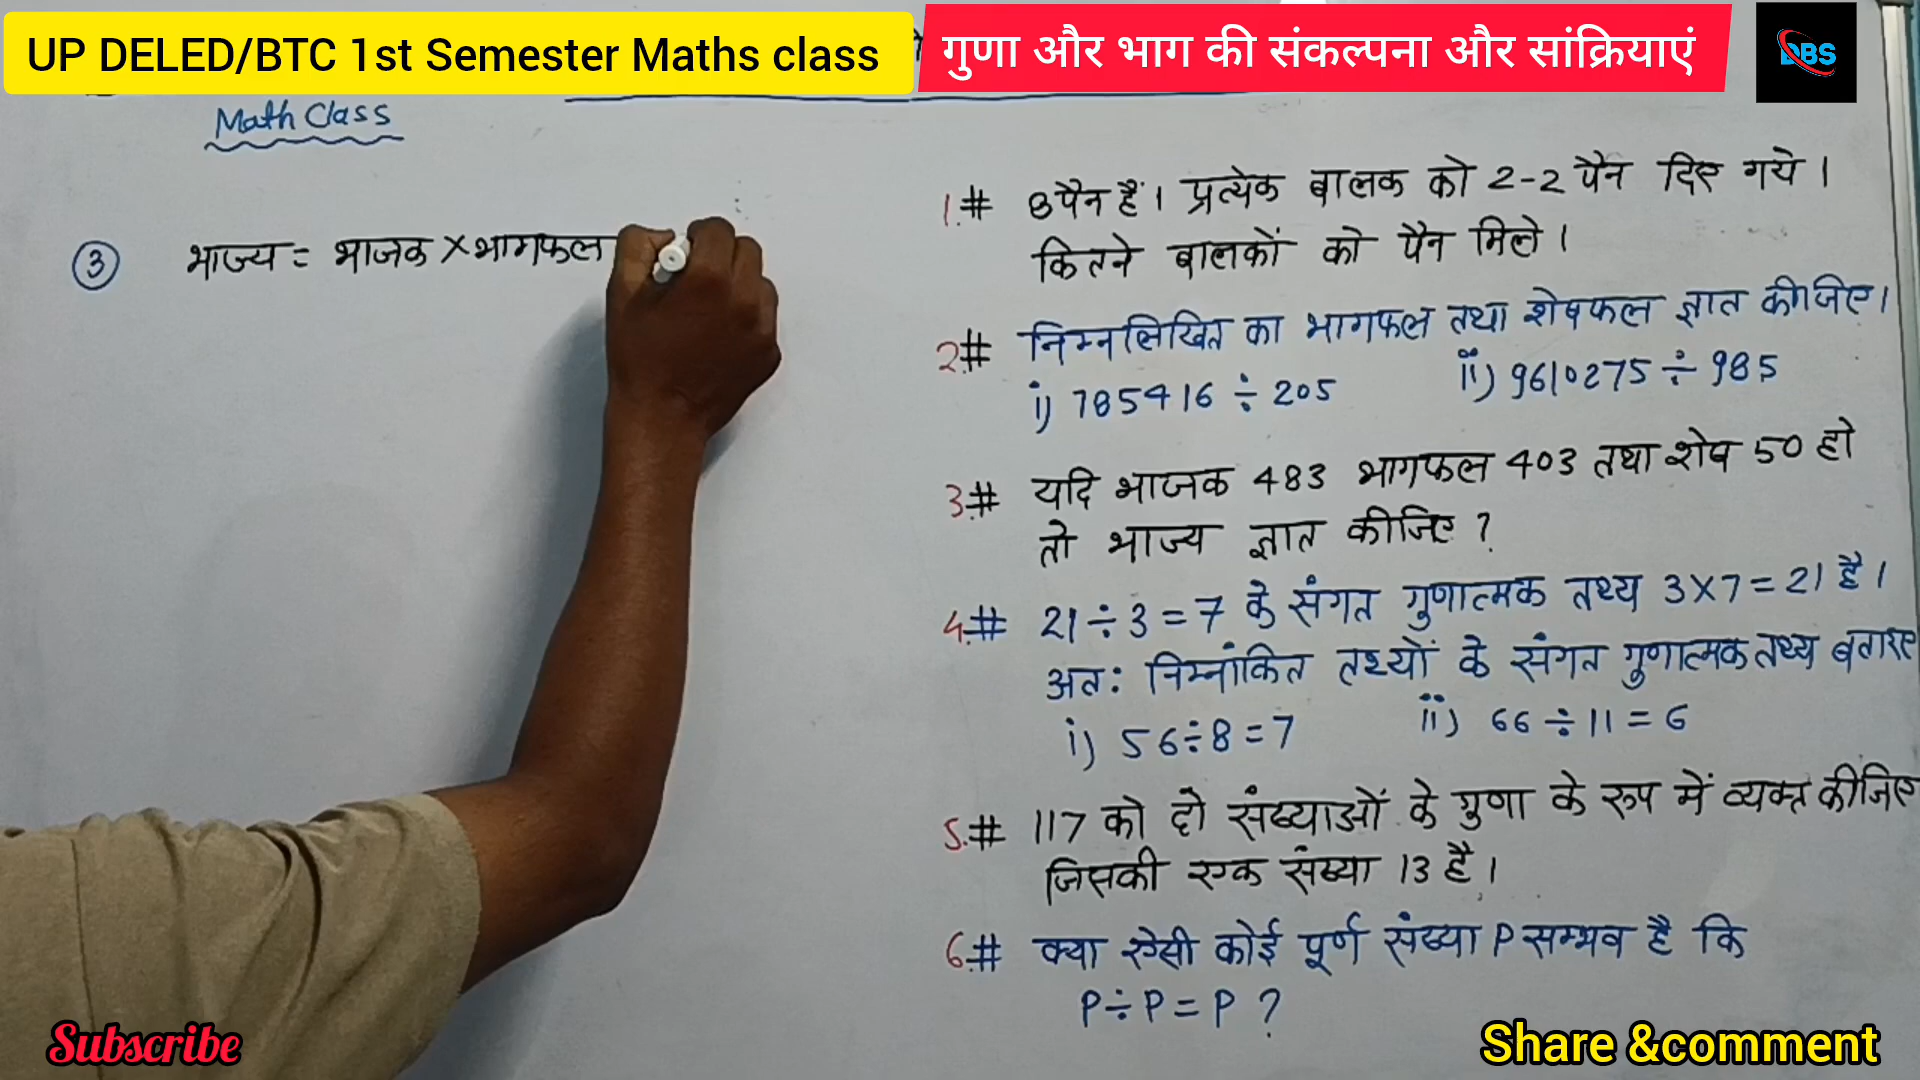 UP DELED/BTC 1st Semester Maths class
गुणा और भाग की संकल्पना और सांक्रियाएं
DBS
Math Class
③ भाज्य = भाजक × भागफल
1.# 8 पैन हैं। प्रत्येक बालक को 2-2 पैन दिए गये।
कितने बालकों को पैन मिले।
2.# निम्नलिखित का भागफल तथा शेषफल ज्ञात कीजिए।
i) 785416 ÷ 205 ii) 9610275 ÷ 985
3.# यदि भाजक 483 भागफल 403 तथा शेष 50 हो
तो भाज्य ज्ञात कीजिए ?
4.# 21 ÷ 3 = 7 के संगत गुणात्मक तथ्य 3×7 = 21 है।
अतः निम्नांकित तथ्यों के संगत गुणात्मक तथ्य बताइए
i) 56 ÷ 8 = 7 ii) 66 ÷ 11 = 6
5.# 117 को दो संख्याओं के गुणा के रूप में व्यक्त कीजिए
जिसकी एक संख्या 13 है।
6.# क्या ऐसी कोई पूर्ण संख्या P सम्भव है कि
P ÷ P = P ?
Subscribe
Share &comment